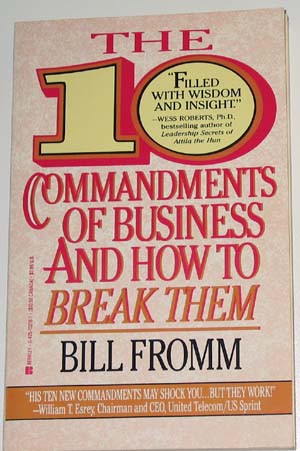 THE
10
"FILLED
WITH WISDOM
AND INSIGHT."
—WESS ROBERTS, Ph.D.,
bestselling author of
Leadership Secrets of
Attila the Hun
COMMANDMENTS
OF BUSINESS
AND HOW TO
BREAK THEM
BILL FROMM
"HIS TEN NEW COMMANDMENTS MAY SHOCK YOU...BUT THEY WORK!"
—William T. Esrey, Chairman and CEO, United Telecom/US Sprint